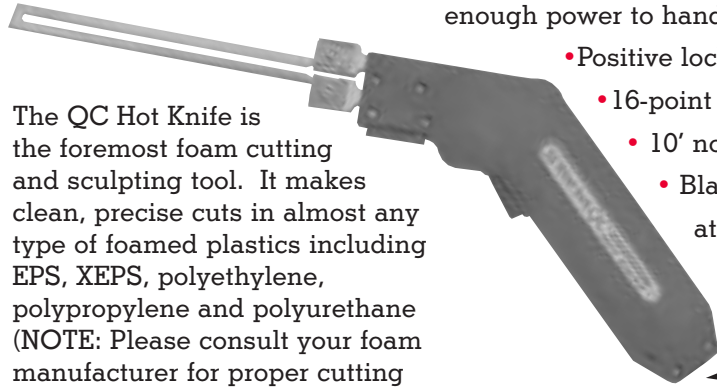 enough power to hand
•Positive loc
•16-point
• 10' no
• Bla
at
The QC Hot Knife is
the foremost foam cutting
and sculpting tool.  It makes
clean, precise cuts in almost any
type of foamed plastics including
EPS, XEPS, polyethylene,
polypropylene and polyurethane
(NOTE: Please consult your foam
manufacturer for proper cutting